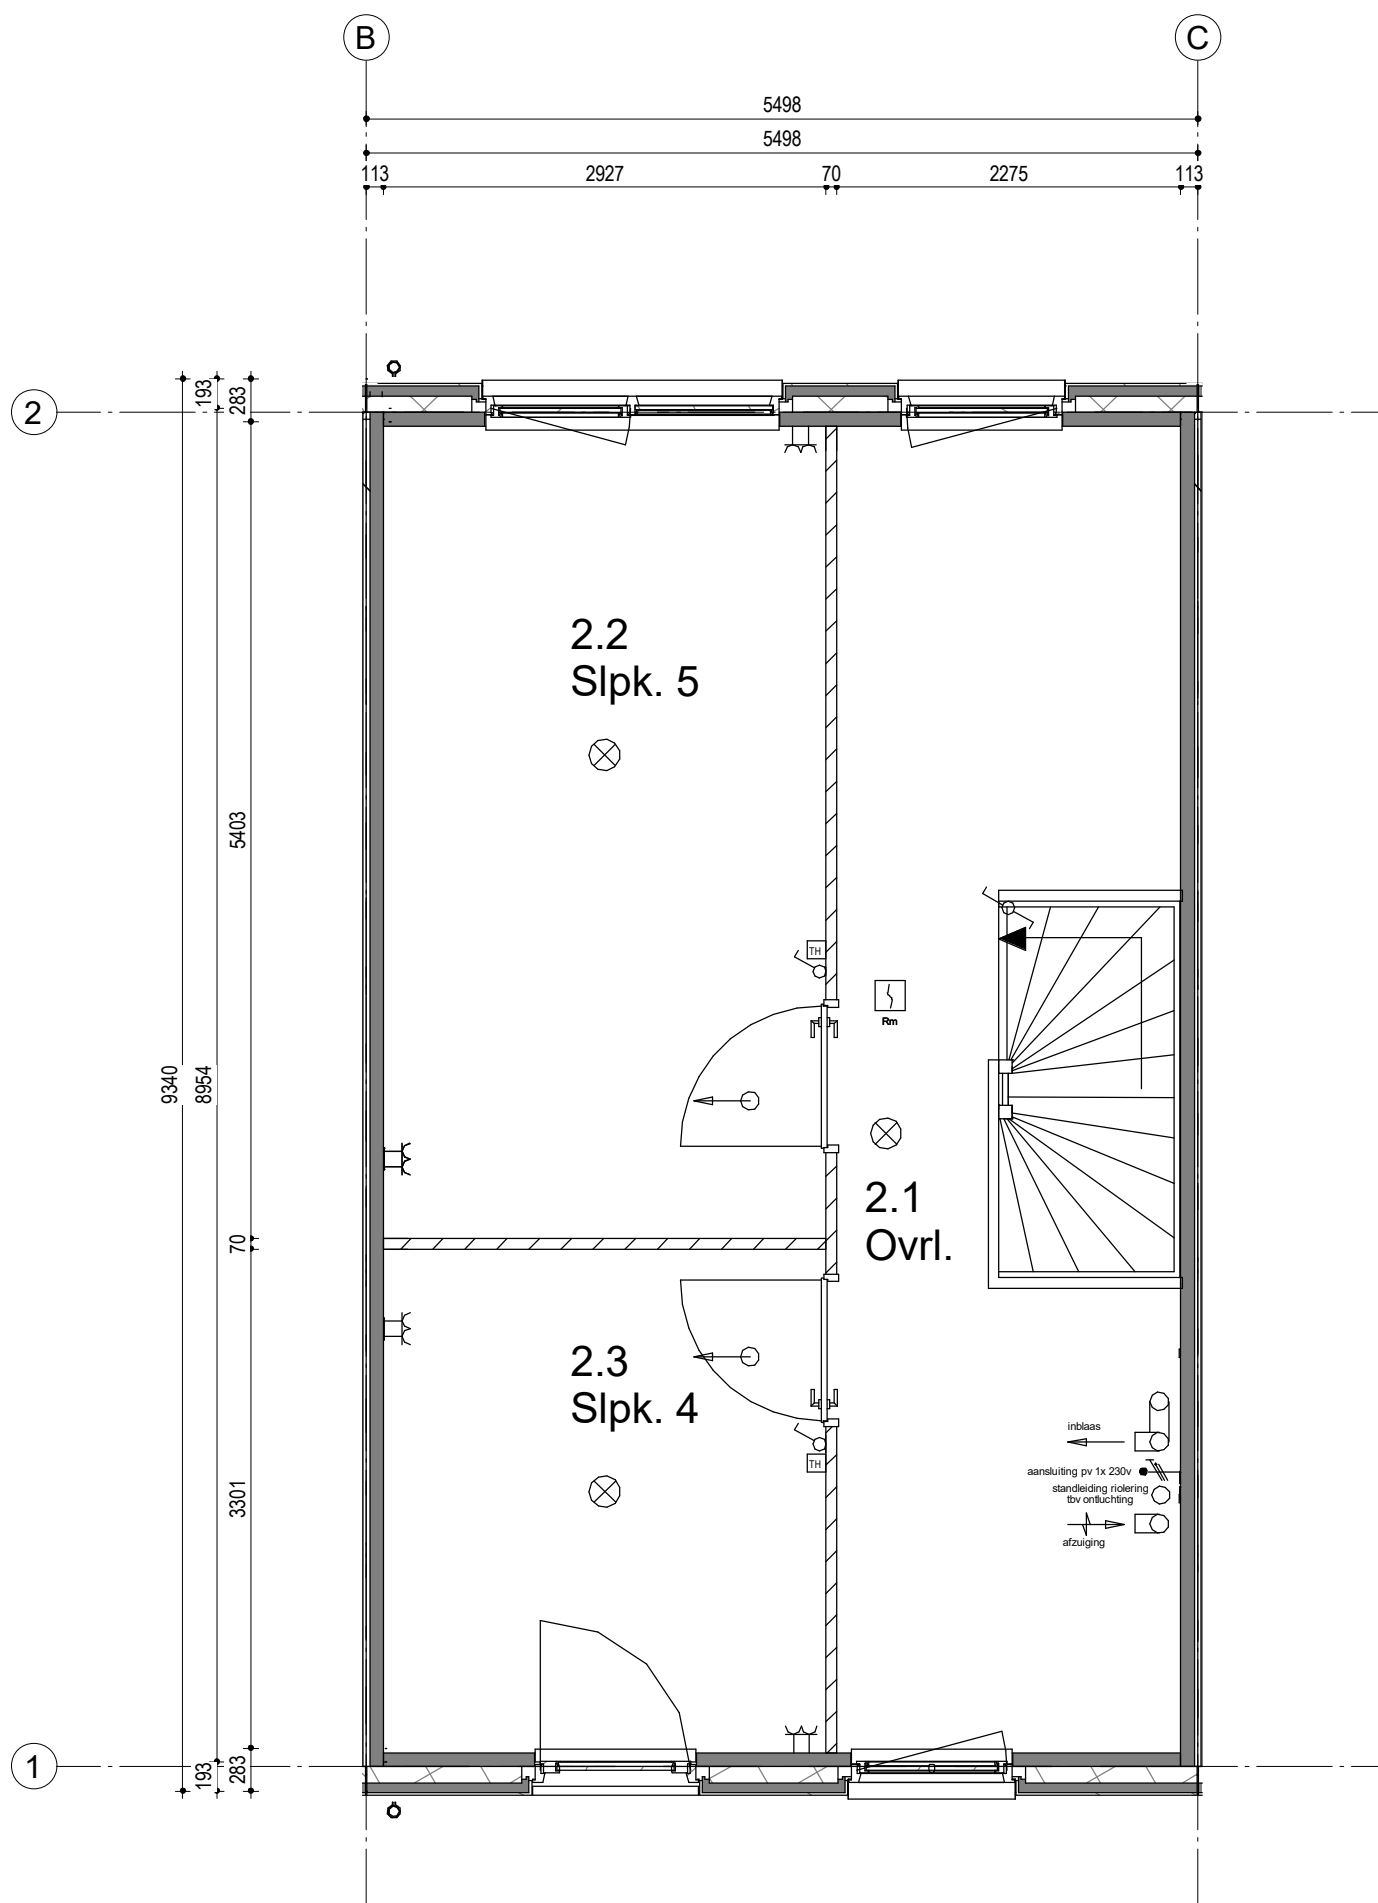 B
C
5498
5498
113
2927
70
2275
113
2
193
283
2.2
Slpk. 5
5403
TH
Rm
9340
8954
2.1
Ovrl.
70
2.3
Slpk. 4
inblaas
TH
aansluiting pv 1x 230v
standleiding riolering
tbv ontluchting
3301
afzuiging
1
193
283